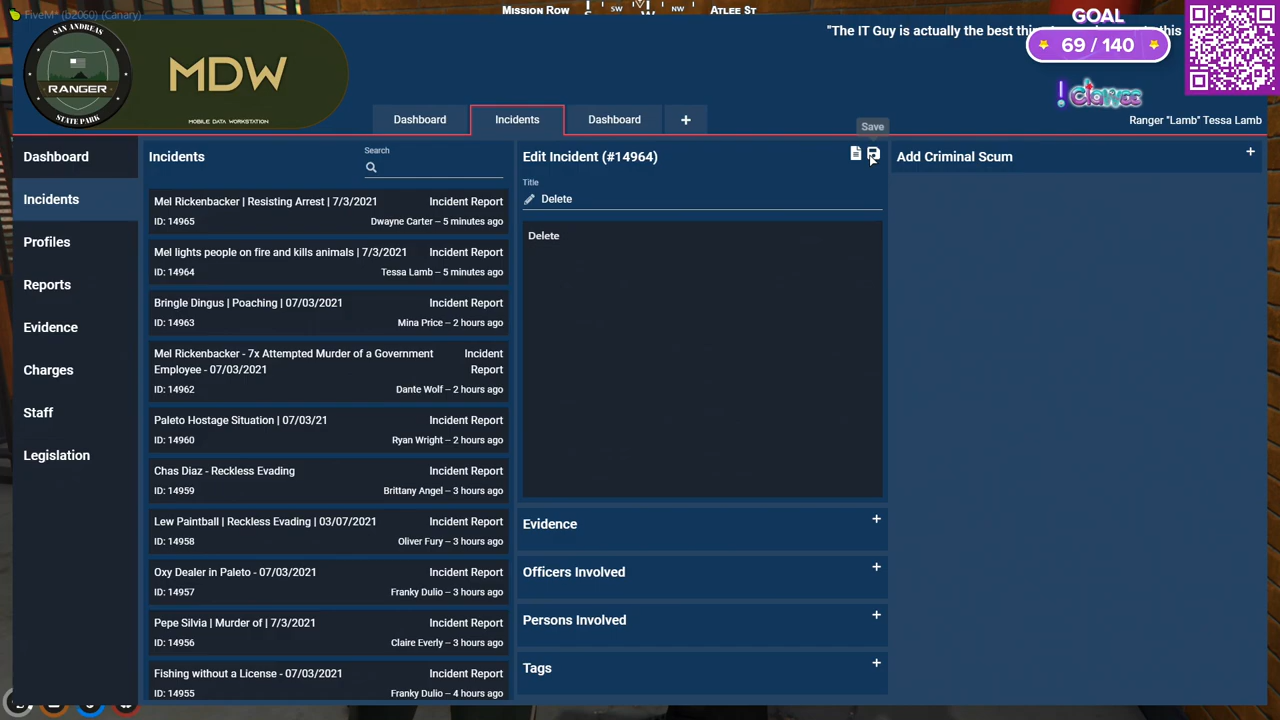 FiveM® (b2060) (Canary)
Mission Row
SW
W
NW
Atlee St
"The IT Guy is actually the best
this
GOAL
69 / 140
SAN ANDREAS
RANGER
STATE PARK
MDW
MOBILE DATA WORKSTATION
Dashboard
Incidents
Dashboard
+
!Clawee
Save
Ranger "Lamb" Tessa Lamb
Dashboard
Incidents
Profiles
Reports
Evidence
Charges
Staff
Legislation
Incidents
Search
Mel Rickenbacker | Resisting Arrest | 7/3/2021 Incident Report
ID: 14965 Dwayne Carter – 5 minutes ago
Mel lights people on fire and kills animals | 7/3/2021 Incident Report
ID: 14964 Tessa Lamb – 5 minutes ago
Bringle Dingus | Poaching | 07/03/2021 Incident Report
ID: 14963 Mina Price – 2 hours ago
Mel Rickenbacker - 7x Attempted Murder of a Government Incident
Employee - 07/03/2021 Report
ID: 14962 Dante Wolf – 2 hours ago
Paleto Hostage Situation | 07/03/21 Incident Report
ID: 14960 Ryan Wright – 2 hours ago
Chas Diaz - Reckless Evading Incident Report
ID: 14959 Brittany Angel – 3 hours ago
Lew Paintball | Reckless Evading | 03/07/2021 Incident Report
ID: 14958 Oliver Fury – 3 hours ago
Oxy Dealer in Paleto - 07/03/2021 Incident Report
ID: 14957 Franky Dulio – 3 hours ago
Pepe Silvia | Murder of | 7/3/2021 Incident Report
ID: 14956 Claire Everly – 3 hours ago
Fishing without a License - 07/03/2021 Incident Report
ID: 14955 Franky Dulio – 4 hours ago
Edit Incident (#14964)
Title
Delete
Delete
Evidence +
Officers Involved +
Persons Involved +
Tags +
Add Criminal Scum +